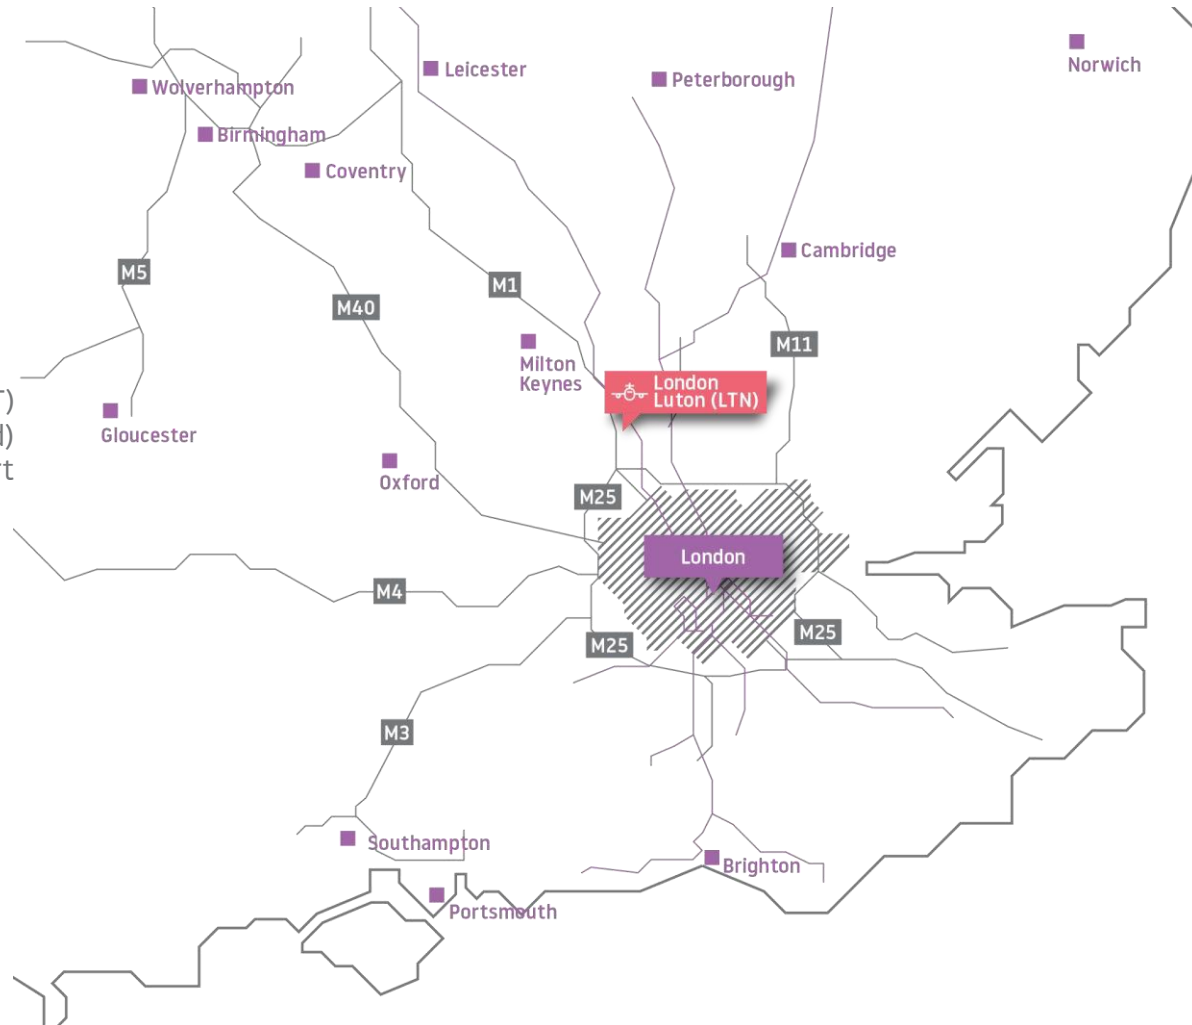 Norwich
Leicester
Peterborough
Wolverhampton
Birmingham
Coventry
Cambridge
M5
M1
M40
M11
Milton
Keynes
London
Luton (LTN)
T)
Gloucester
rt
Oxford
M25
London
M4
M25
M25
M3
Southampton
Brighton
Portsmouth